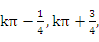 kπ − 1/4, kπ + 3/4,